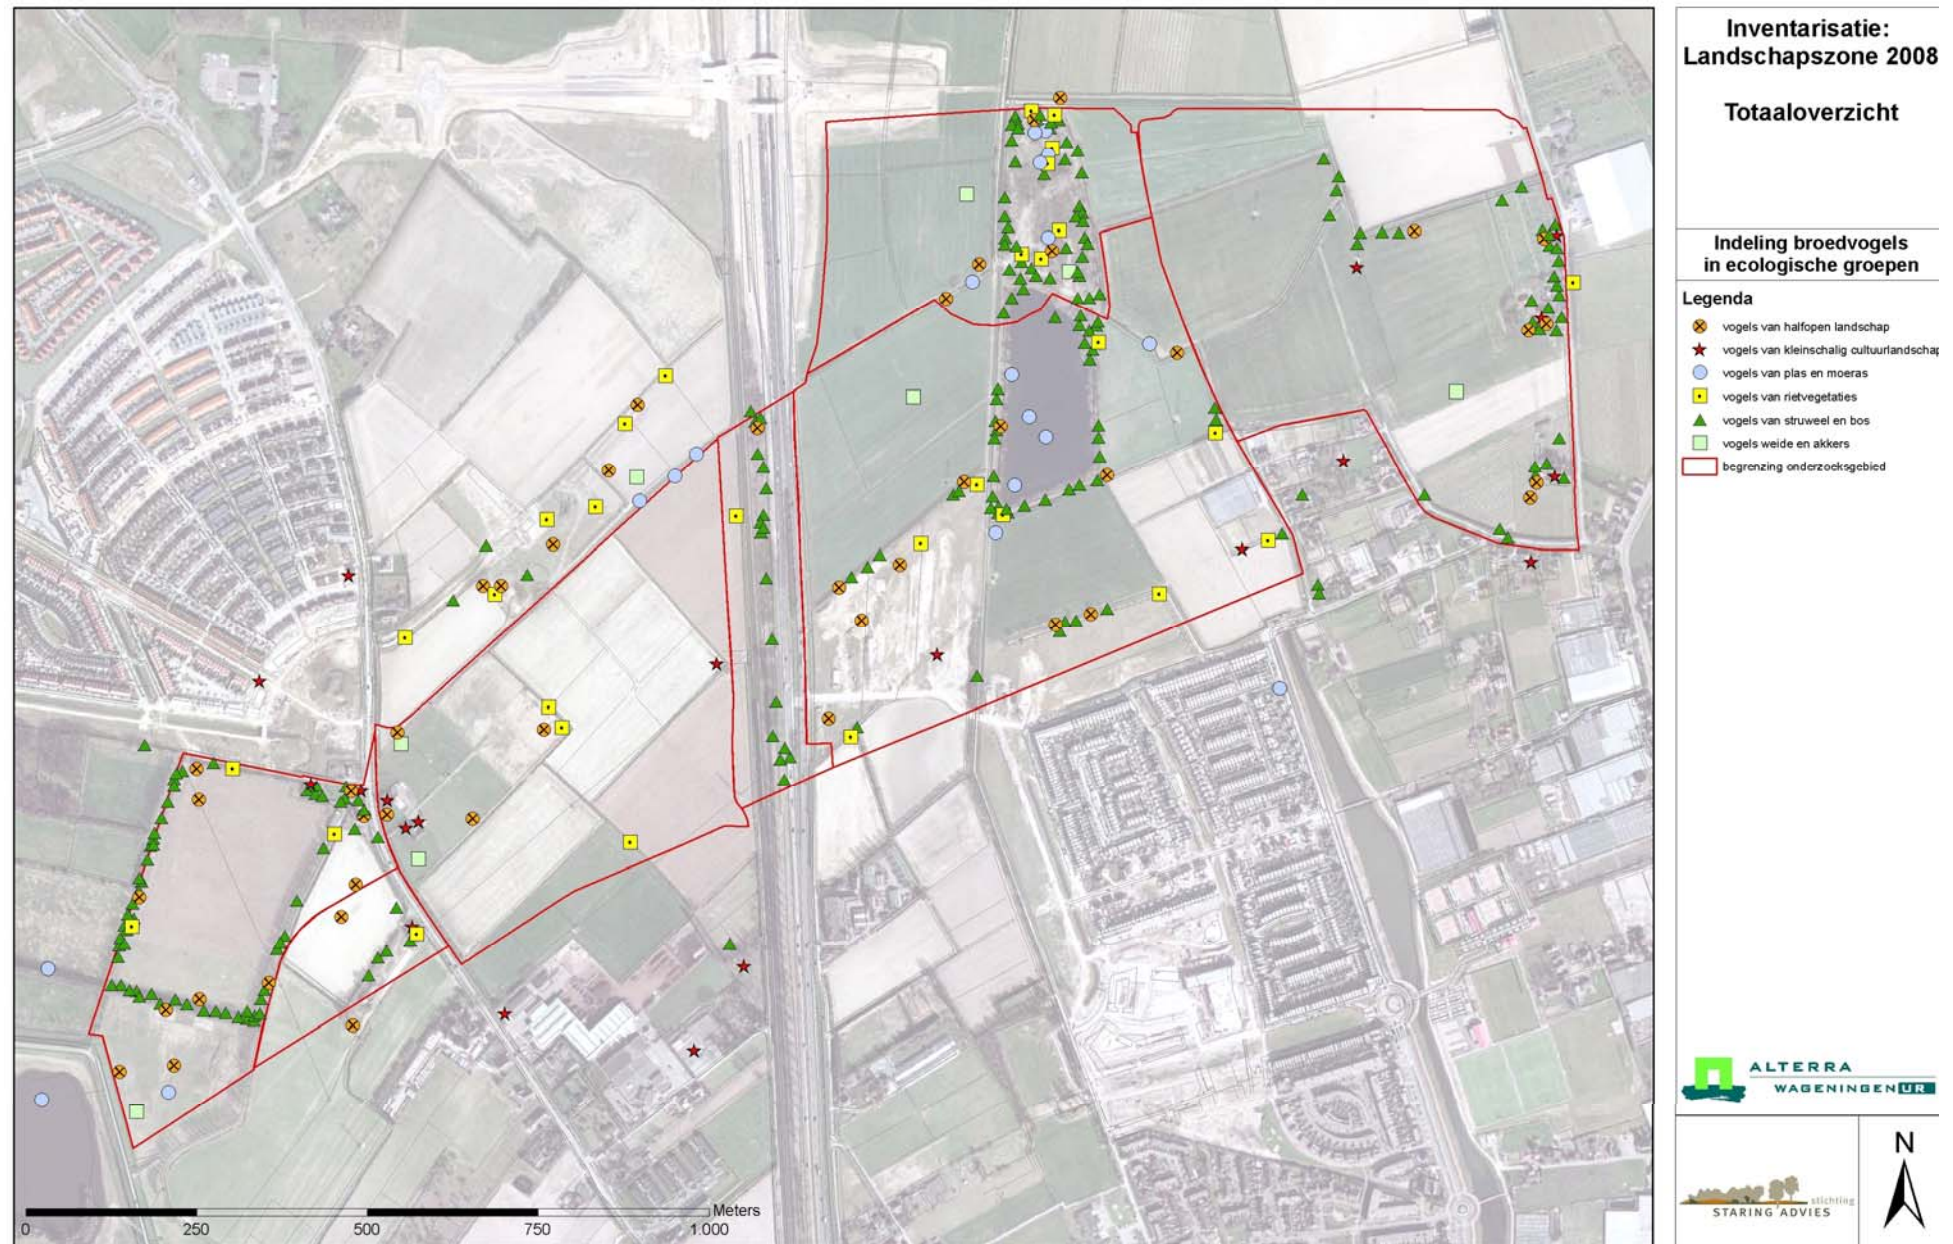 Inventarisatie:
Landschapszone 2008
Totaaloverzicht
Indeling broedvogels
in ecologische groepen
Legenda
vogels van halfopen landschap
vogels van kleinschalig cultuurlandschap
vogels van plas en moeras
vogels van rietvegetaties
vogels van struweel en bos
vogels weide en akkers
begrenzing onderzoeksgebied
ALTERRA
WAGENINGEN UR
stichting
STARING ADVIES
N
Meters
0 250 500 750 1.000